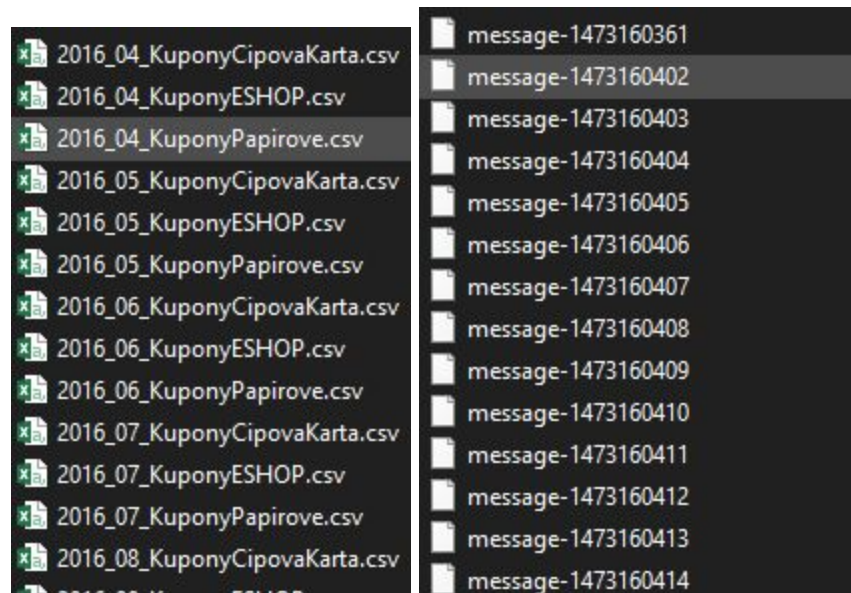 2016_04_KuponyCipovaKarta.csv
2016_04_KuponyESHOP.csv
2016_04_KuponyPapirove.csv
2016_05_KuponyCipovaKarta.csv
2016_05_KuponyESHOP.csv
2016_05_KuponyPapirove.csv
2016_06_KuponyCipovaKarta.csv
2016_06_KuponyESHOP.csv
2016_06_KuponyPapirove.csv
2016_07_KuponyCipovaKarta.csv
2016_07_KuponyESHOP.csv
2016_07_KuponyPapirove.csv
2016_08_KuponyCipovaKarta.csv
message-1473160361
message-1473160402
message-1473160403
message-1473160404
message-1473160405
message-1473160406
message-1473160407
message-1473160408
message-1473160409
message-1473160410
message-1473160411
message-1473160412
message-1473160413
message-1473160414